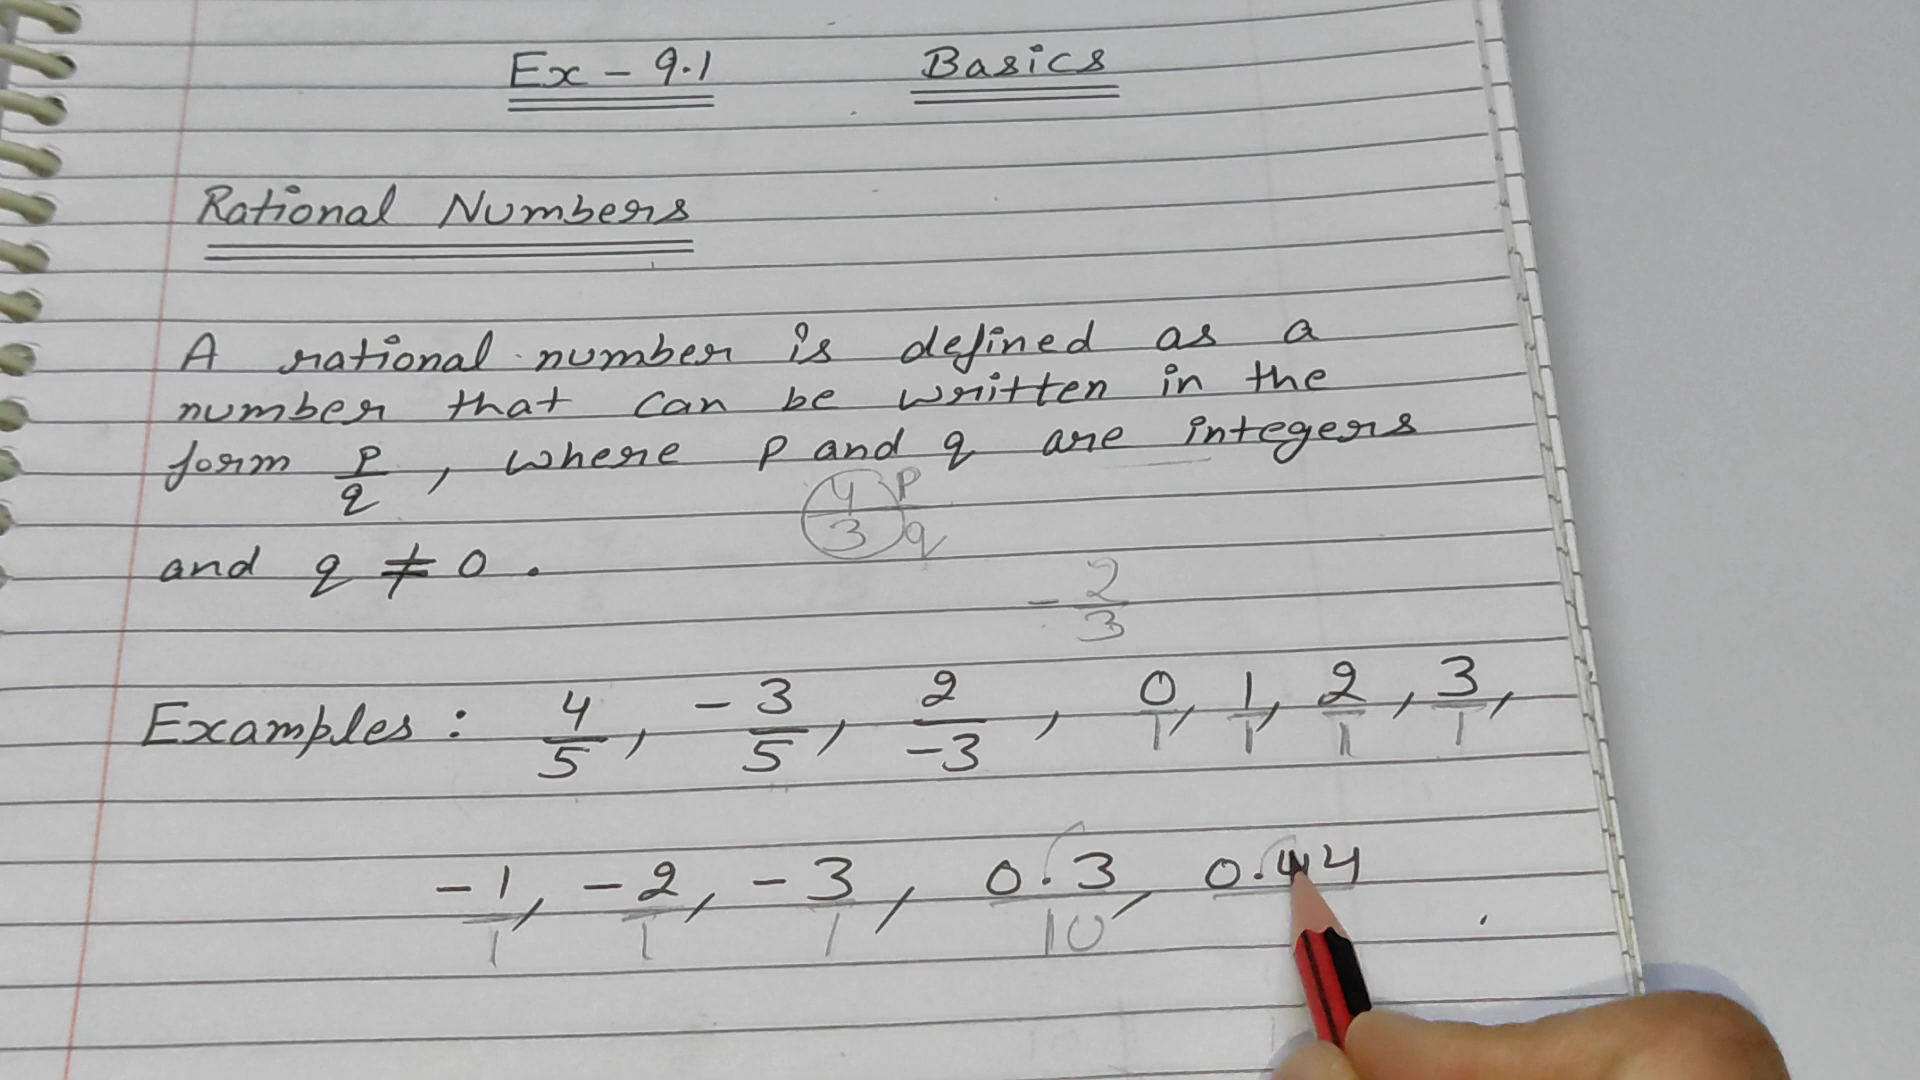 Ex - 9.1 Basics
Rational Numbers
A rational number is defined as a
number that can be written in the
form p/q, where p and q are integers
4/3 p/q
and q ≠ 0.
- 2/3
Examples : 4/5, -3/5, 2/-3, 0/1, 1/1, 2/1, 3/1,
-1/1, -2/1, -3/1, 0.3/10, 0.44